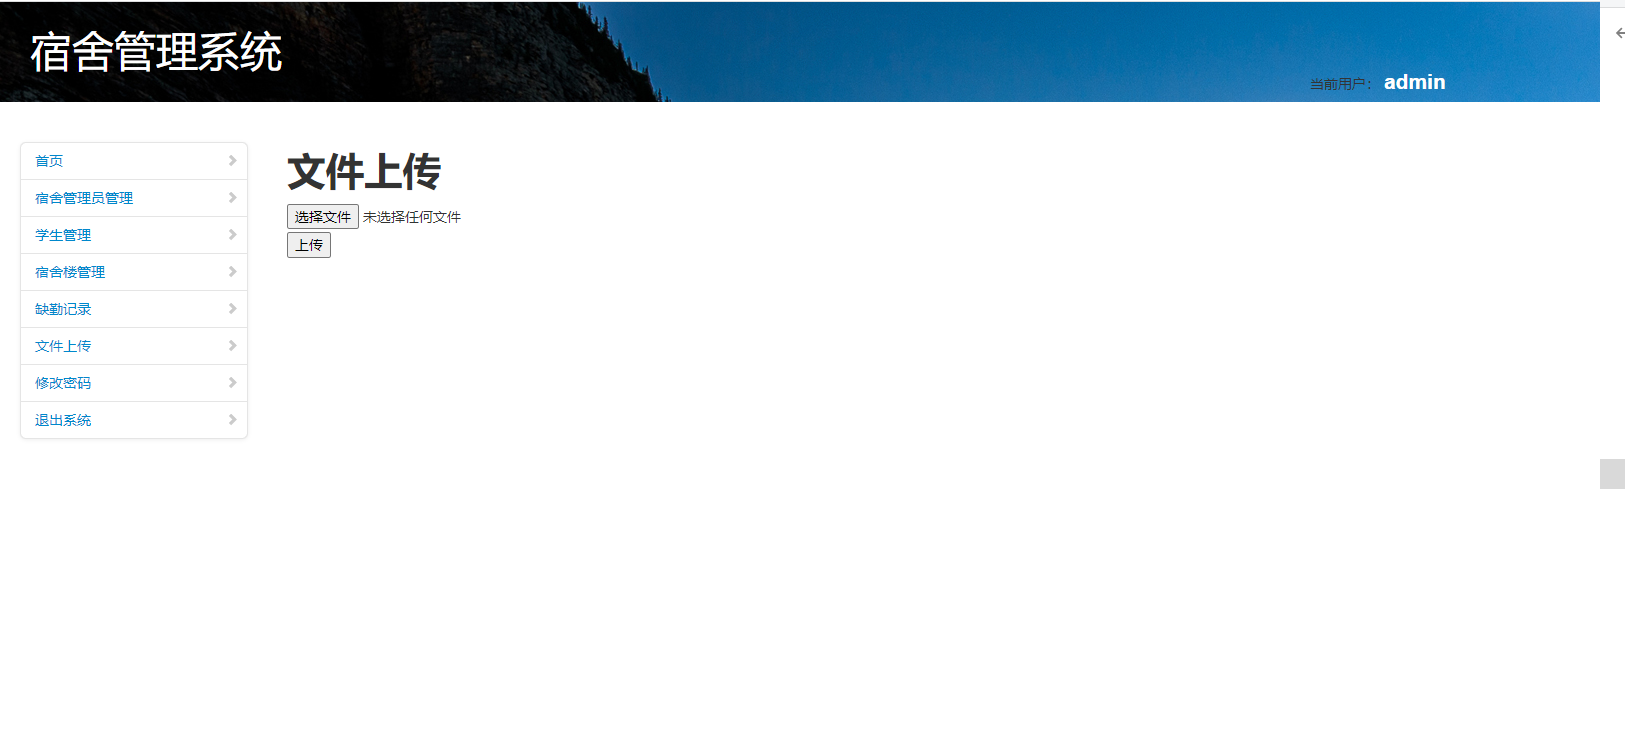 宿舍管理系统
当前用户： admin
首页
宿舍管理员管理
学生管理
宿舍楼管理
缺勤记录
文件上传
修改密码
退出系统
文件上传
选择文件 未选择任何文件
上传